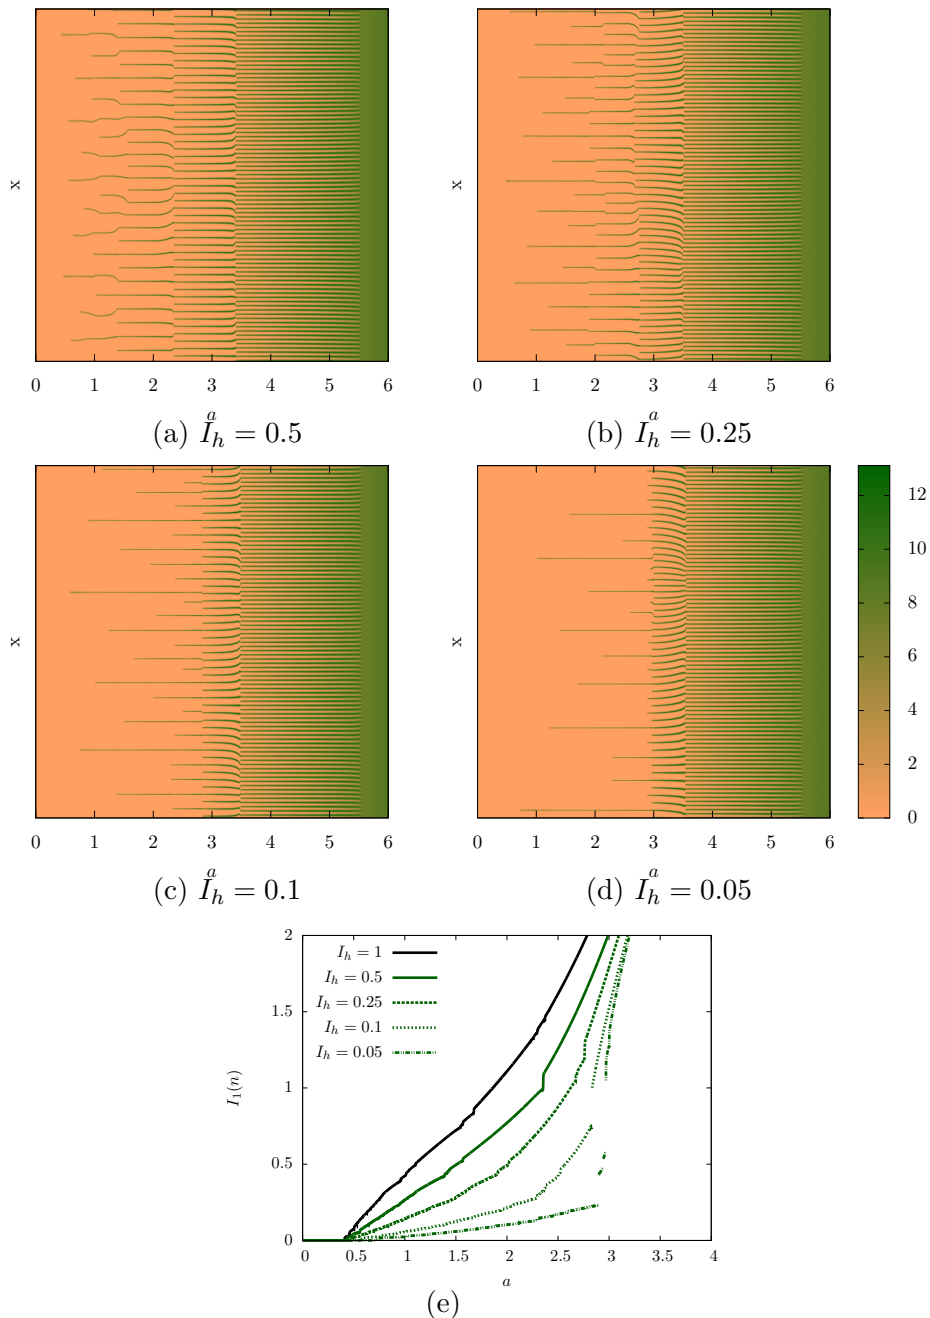 x
x
0 1 2 3 4 5 6
0 1 2 3 4 5 6
a
a
(a) I_h = 0.5
(b) I_h = 0.25
x
x
12
10
8
6
4
2
0
0 1 2 3 4 5 6
0 1 2 3 4 5 6
a
a
(c) I_h = 0.1
(d) I_h = 0.05
2
1.5
1
0.5
0
I_1(n)
I_h = 1
I_h = 0.5
I_h = 0.25
I_h = 0.1
I_h = 0.05
0 0.5 1 1.5 2 2.5 3 3.5 4
a
(e)